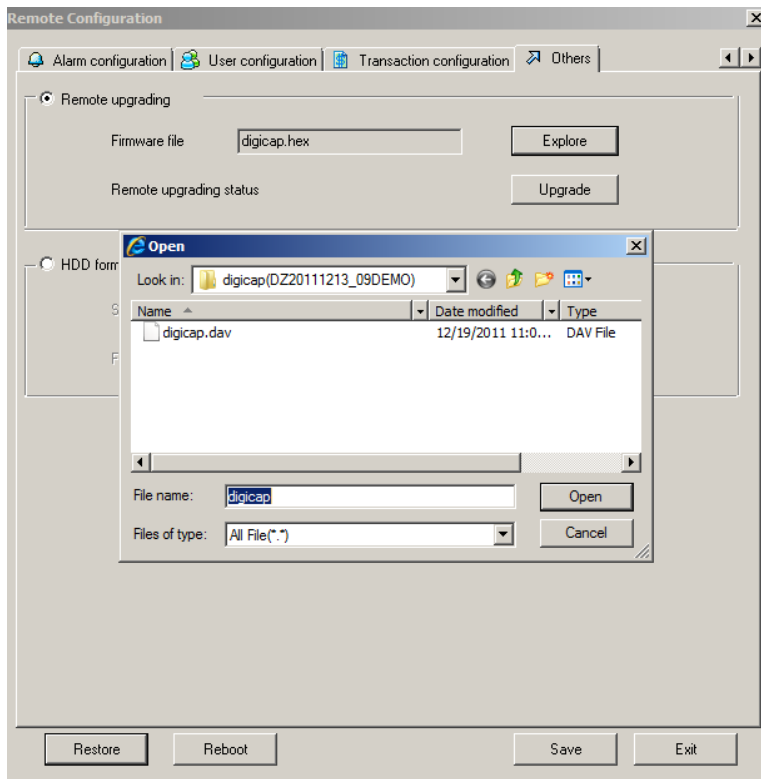 Remote Configuration
Alarm configuration User configuration Transaction configuration Others
Remote upgrading
Firmware file digicap.hex Explore
Remote upgrading status Upgrade
Open
HDD form
Look in: digicap(DZ20111213_09DEMO)
S
Name Date modified Type
digicap.dav 12/19/2011 11:0... DAV File
F
File name: digicap Open
Files of type: All File(*.*) Cancel
Restore Reboot Save Exit